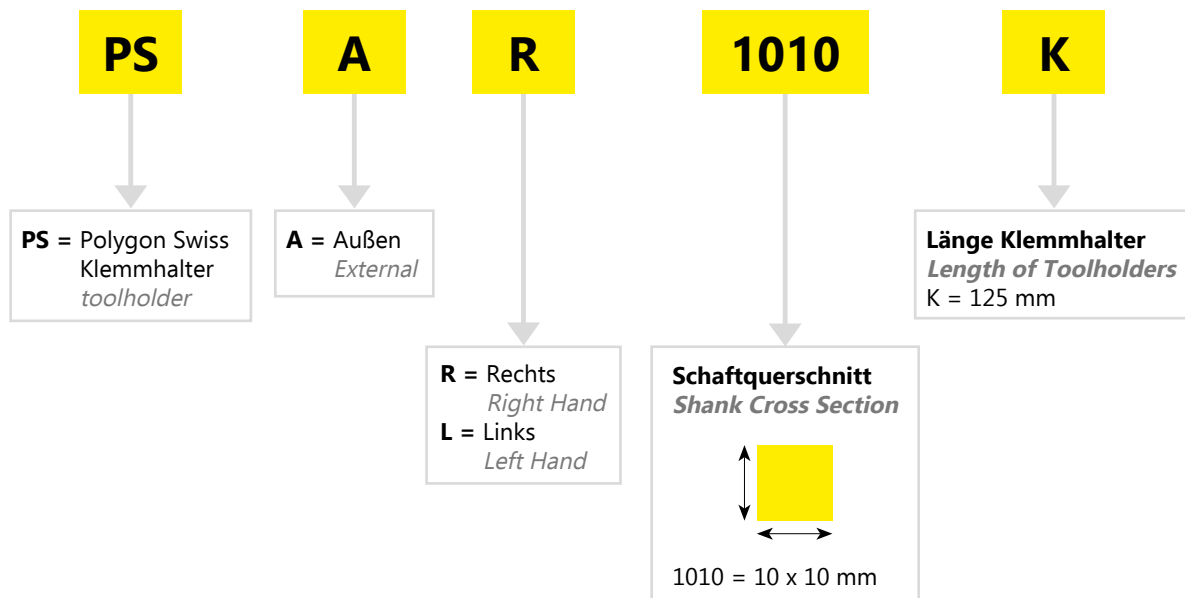 PS
A
R
1010
K
PS = Polygon Swiss
Klemmhalter
toolholder
A = Außen
External
R = Rechts
Right Hand
L = Links
Left Hand
Schaftquerschnitt
Shank Cross Section
1010 = 10 x 10 mm
Länge Klemmhalter
Length of Toolholders
K = 125 mm